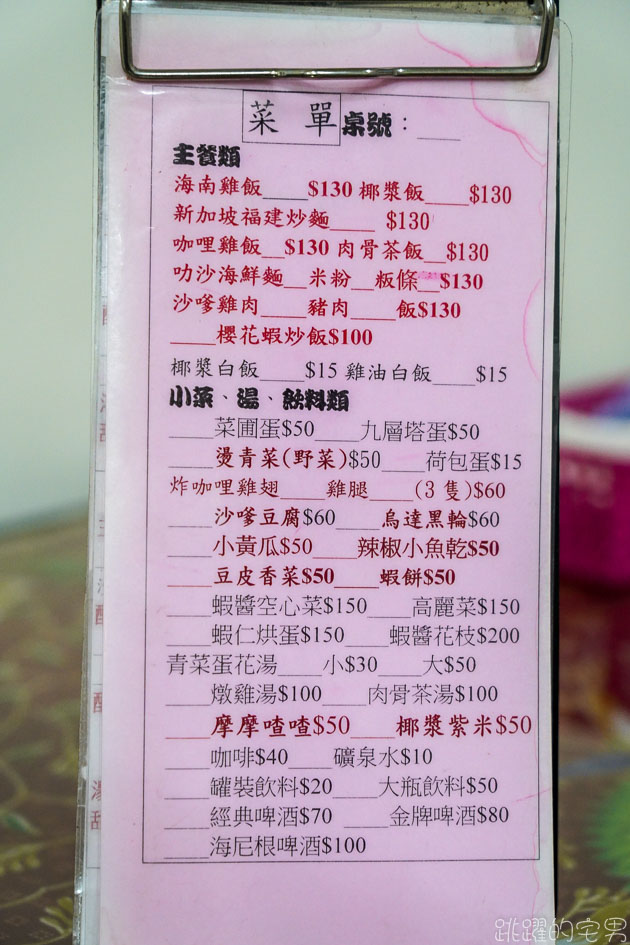 菜 單 桌號：____
主餐類
海南雞飯____$130 椰漿飯____$130
新加坡福建炒麵____ $130
咖哩雞飯__$130 肉骨茶飯__$130
叻沙海鮮麵__米粉__粄條__$130
沙嗲雞肉____豬肉____飯$130
____櫻花蝦炒飯$100
椰漿白飯____$15 雞油白飯____$15
小菜、湯、飲料類
____菜圃蛋$50____九層塔蛋$50
____燙青菜(野菜)$50____荷包蛋$15
炸咖哩雞翅____雞腿____(3隻)$60
____沙嗲豆腐$60____烏達黑輪$60
____小黃瓜$50____辣椒小魚乾$50
____豆皮香菜$50____蝦餅$50
____蝦醬空心菜$150____高麗菜$150
____蝦仁烘蛋$150____蝦醬花枝$200
青菜蛋花湯____小$30____大$50
____燉雞湯$100____肉骨茶湯$100
____摩摩喳喳$50____椰漿紫米$50
____咖啡$40____礦泉水$10
____罐裝飲料$20____大瓶飲料$50
____經典啤酒$70 ____金牌啤酒$80
____海尼根啤酒$100
跳躍的宅男